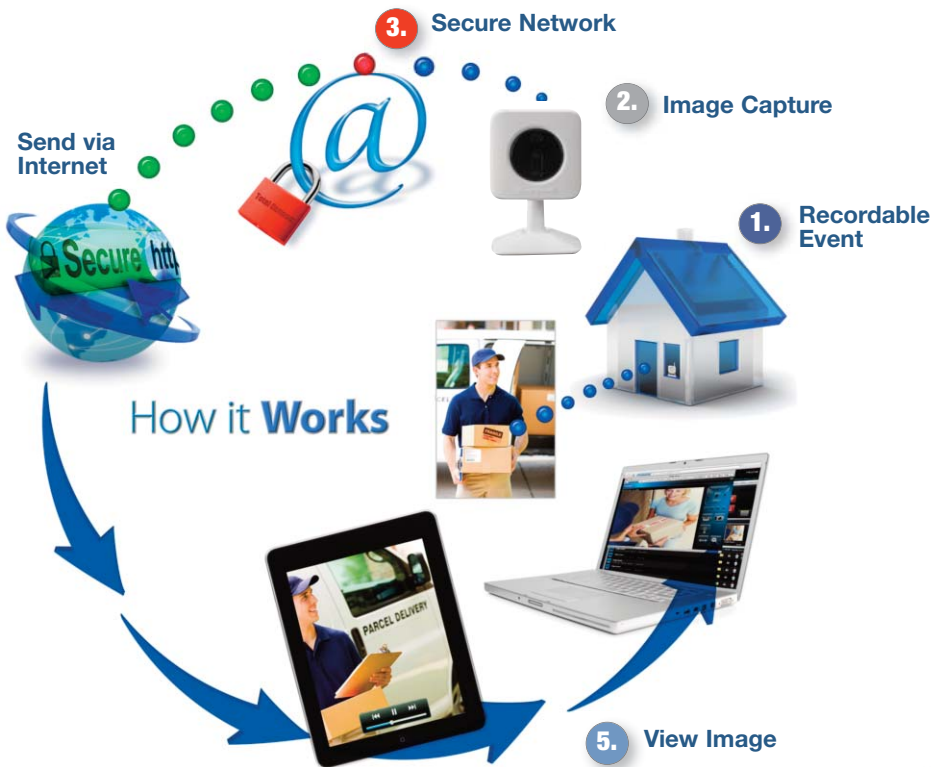 3. Secure Network
2. Image Capture
Send via
Internet
1. Recordable
Event
Secure http
How it Works
PARCEL DELIVERY
5. View Image